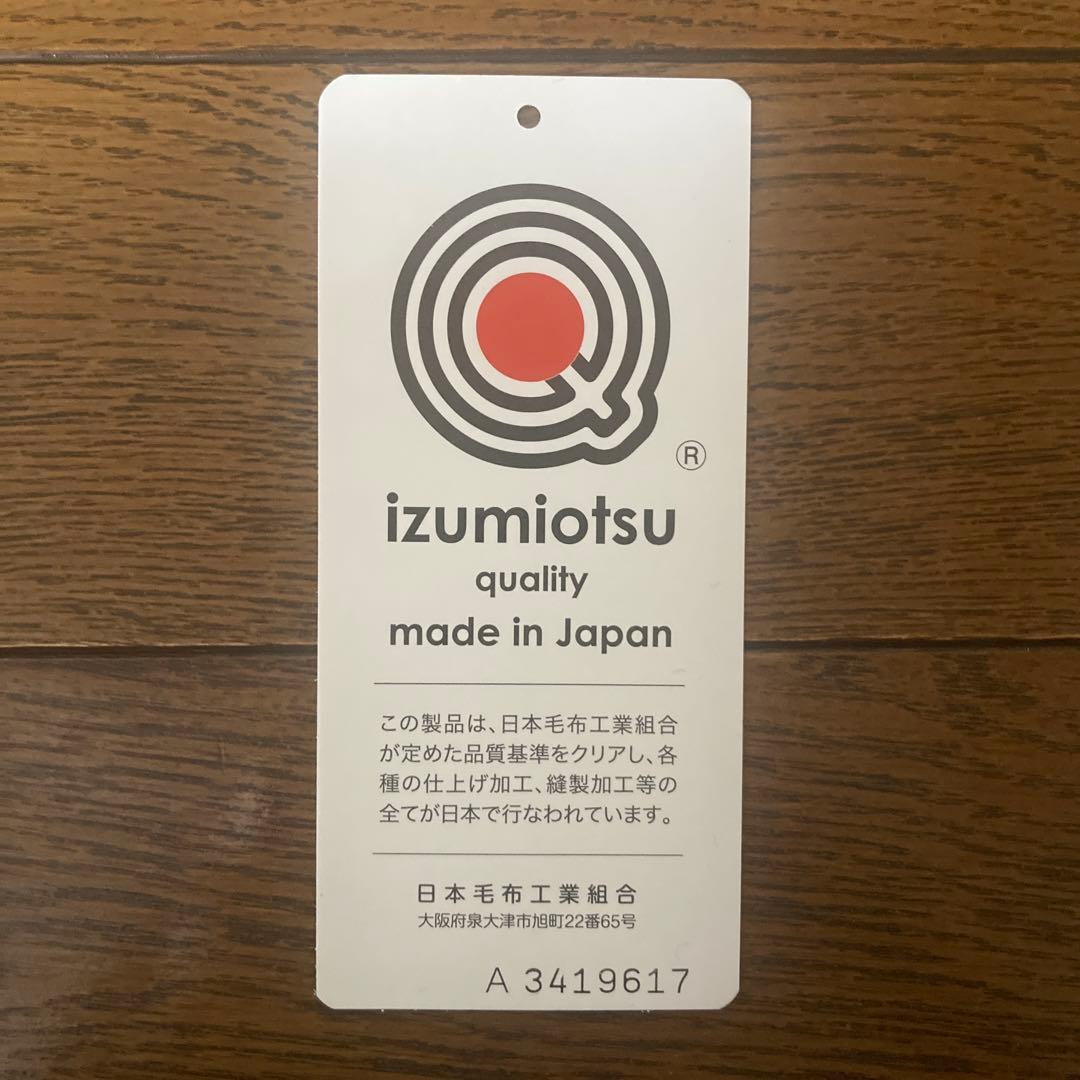 ®
izumiotsu
quality
made in Japan
この製品は、日本毛布工業組合
が定めた品質基準をクリアし、各
種の仕上げ加工、縫製加工等の
全てが日本で行なわれています。
日本毛布工業組合
大阪府泉大津市旭町22番65号
A 3419617